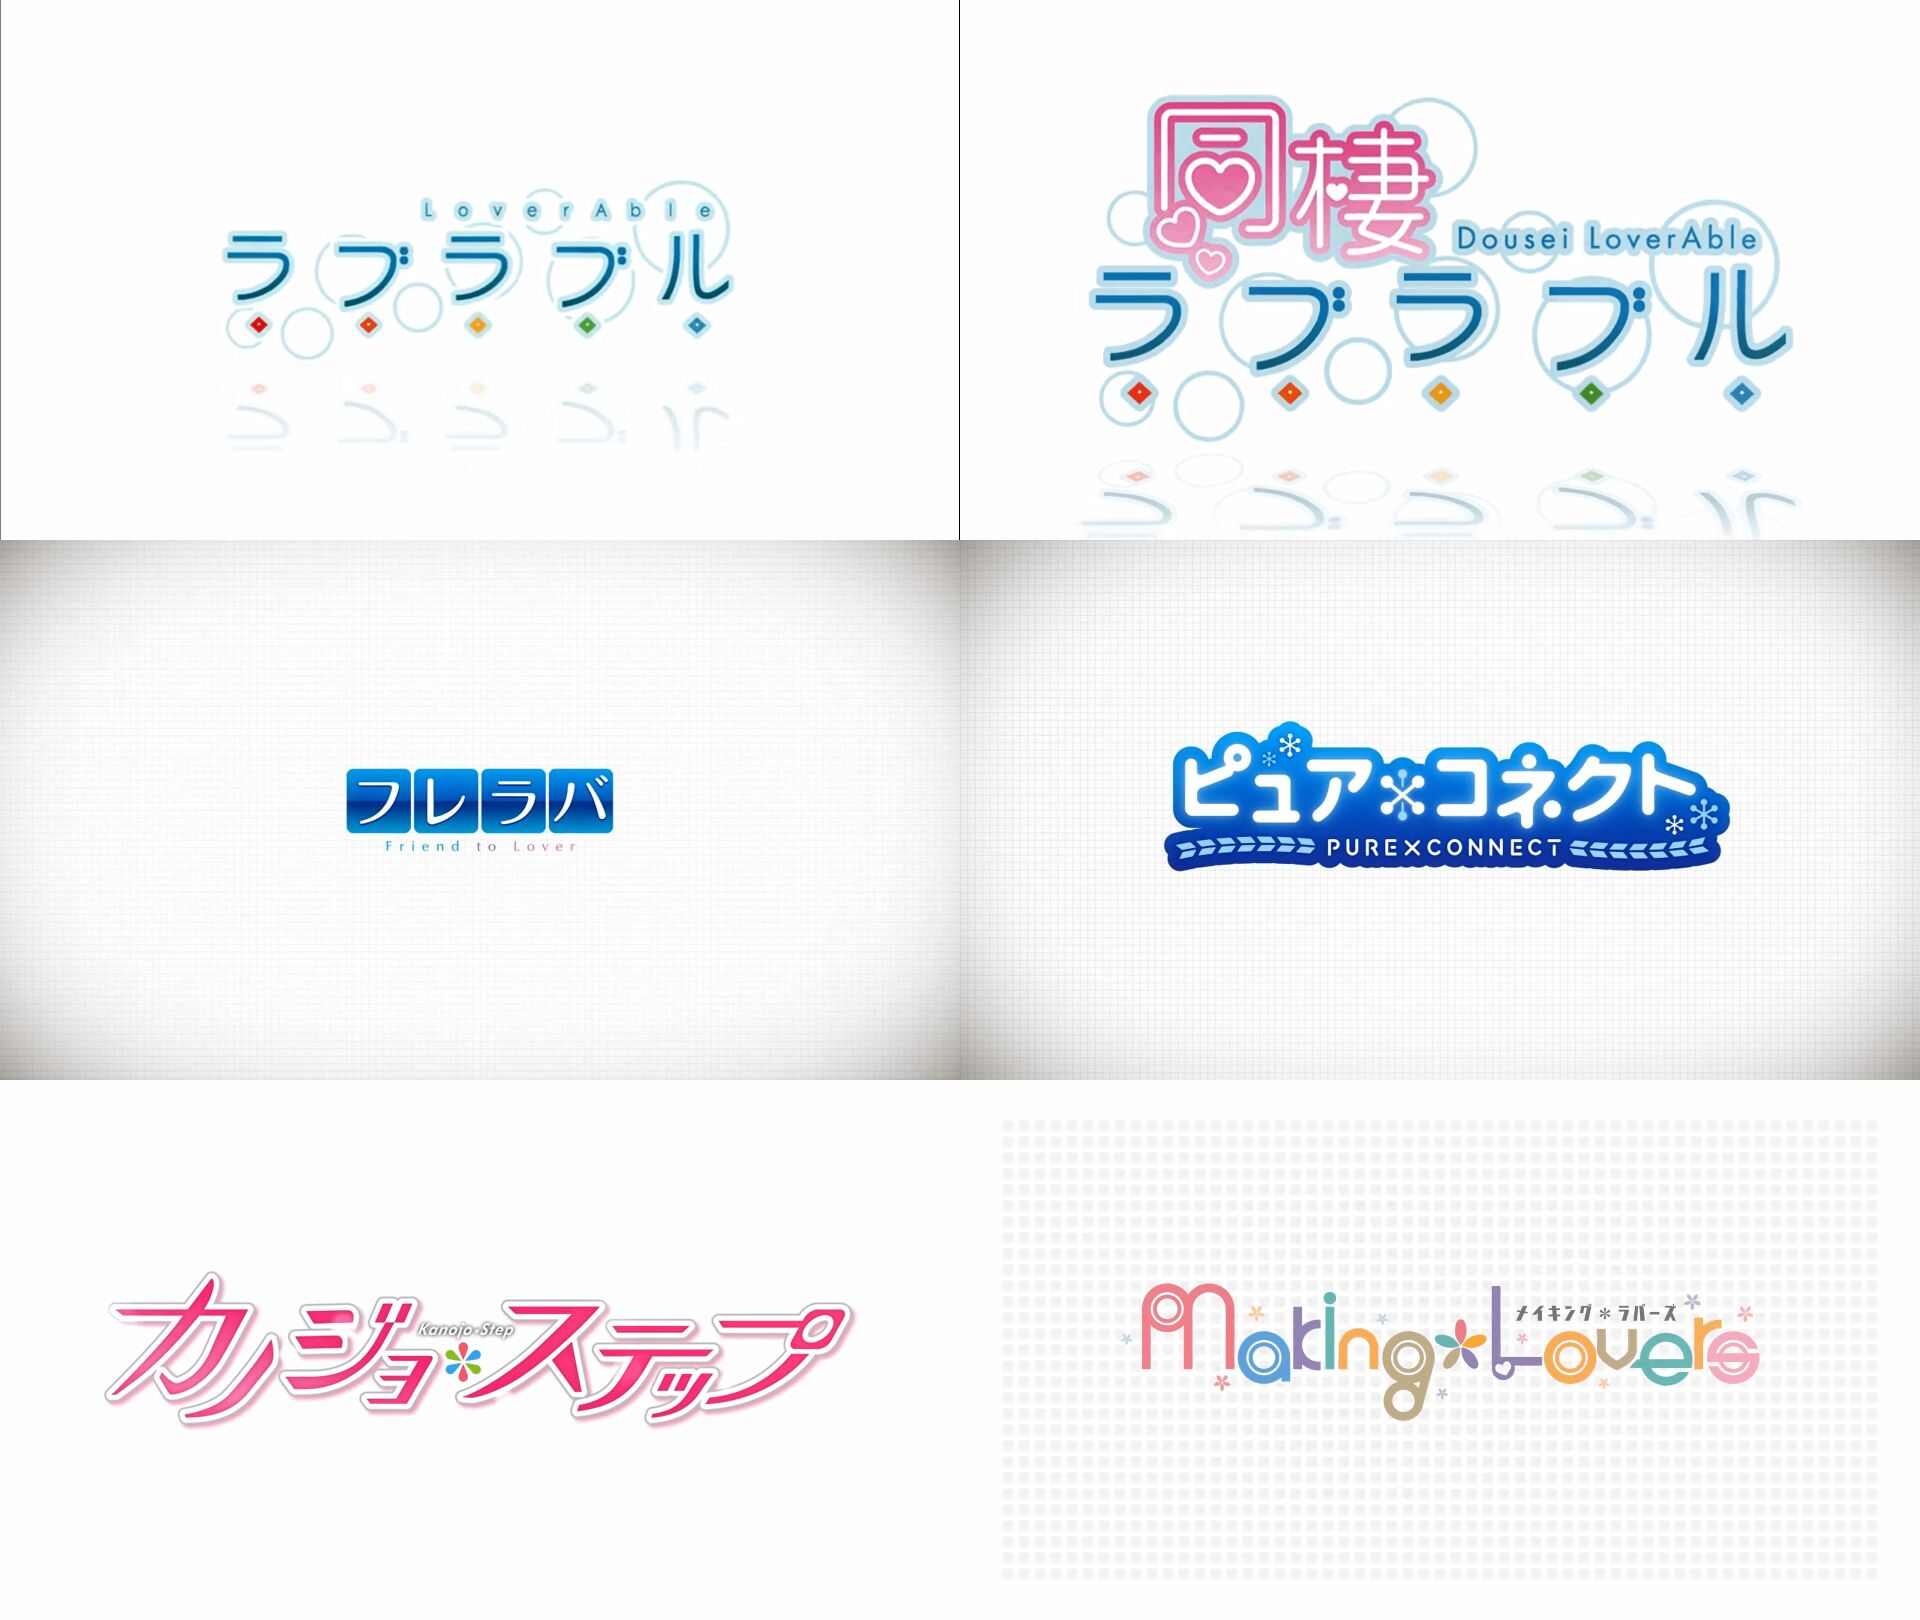 LoverAble
ラブラブル
同棲
Dousei LoverAble
ラブラブル
フレラバ
Friend to Lover
ピュア×コネクト
PURE×CONNECT
カノジョ*ステップ
Kanojo*Step
メイキング*ラバーズ
Making*Lovers